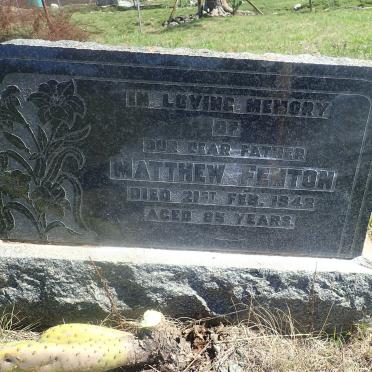 IN LOVING MEMORY
OF
OUR DEAR FATHER
MATTHEW FENTON
DIED 21ST FEB. 1943
AGED 85 YEARS.